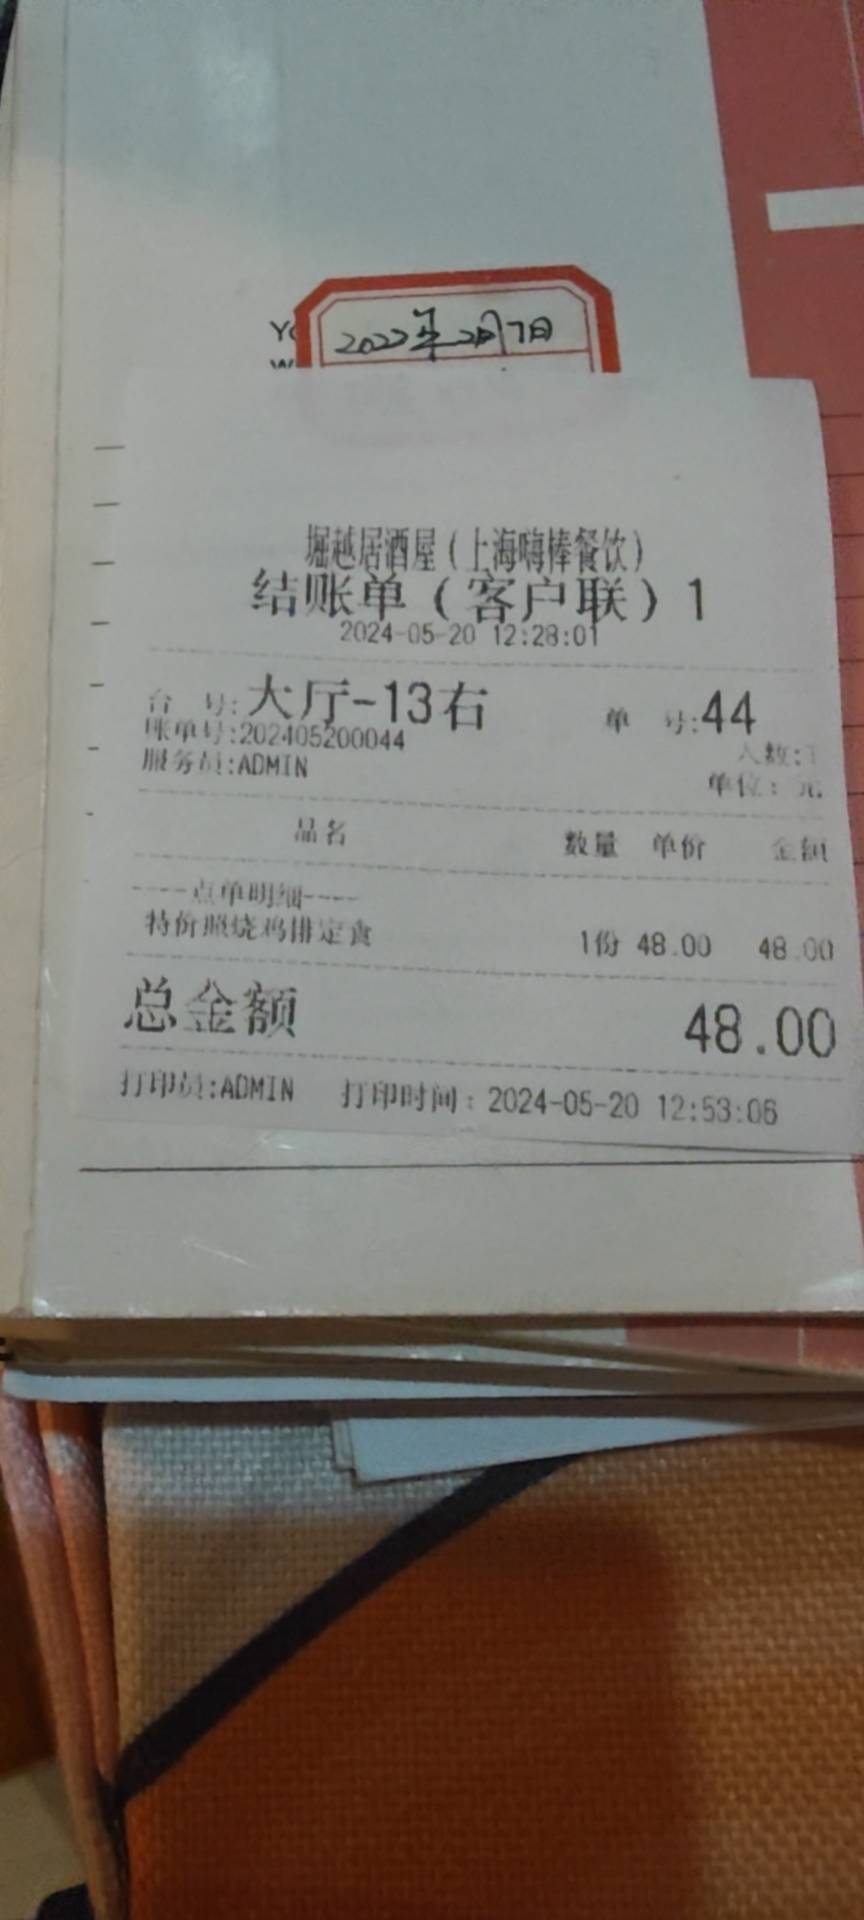 2022年2月7日
堀越居酒屋（上海嗨棒餐饮）
结账单（客户联）1
2024-05-20 12:28:01
台 号:大厅-13右 单 号:44
账单号:202405200044
人数:1
服务员:ADMIN
单位: 元
品名 数量 单价 金额
----点单明细----
特价照烧鸡排定食 1份 48.00 48.00
总金额 48.00
打印员:ADMIN 打印时间: 2024-05-20 12:53:06